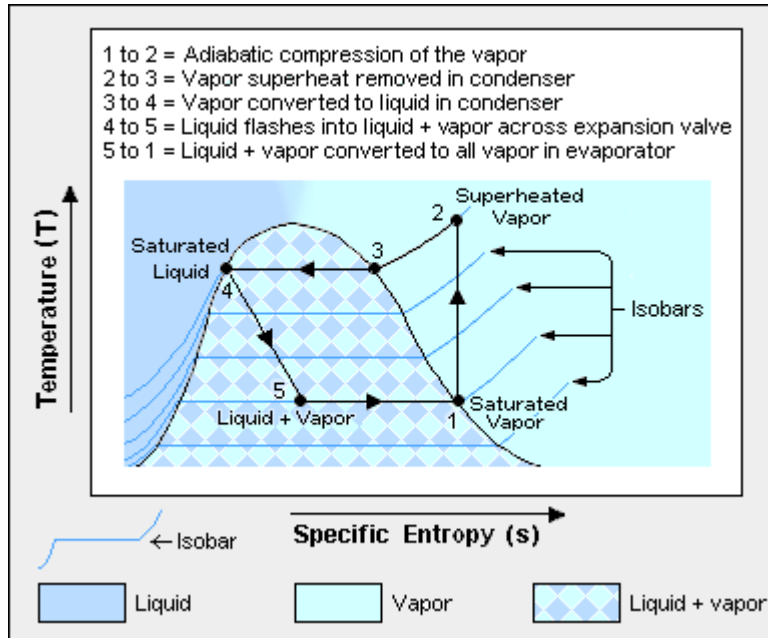 1 to 2 = Adiabatic compression of the vapor
2 to 3 = Vapor superheat removed in condenser
3 to 4 = Vapor converted to liquid in condenser
4 to 5 = Liquid flashes into liquid + vapor across expansion valve
5 to 1 = Liquid + vapor converted to all vapor in evaporator
Temperature (T)
2
Superheated
Vapor
Saturated
Liquid
3
4
Isobars
5
Liquid + Vapor
1
Saturated
Vapor
←Isobar
Specific Entropy (s)
Liquid
Vapor
Liquid + vapor